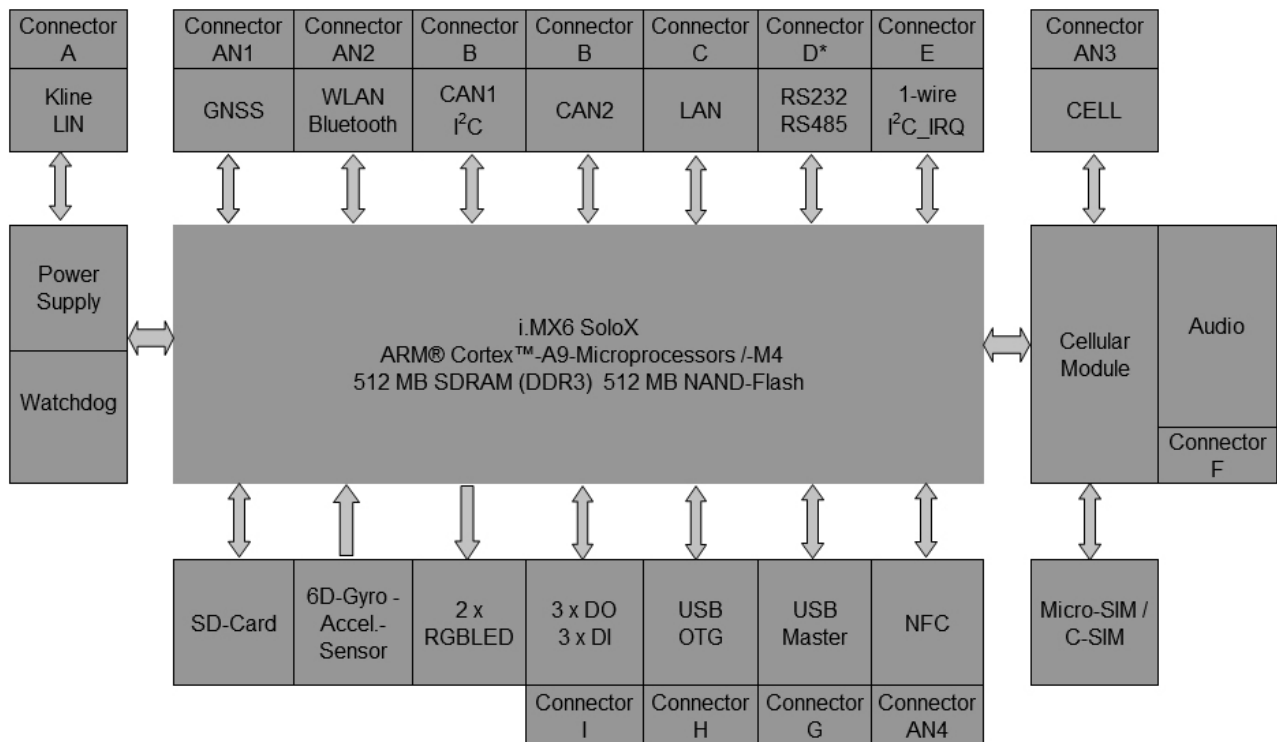 Connector
A
Connector
AN1
Connector
AN2
Connector
B
Connector
B
Connector
C
Connector
D*
Connector
E
Connector
AN3
Kline
LIN
GNSS
WLAN
Bluetooth
CAN1
I²C
CAN2
LAN
RS232
RS485
1-wire
I²C_IRQ
CELL
Power
Supply
Watchdog
i.MX6 SoloX
ARM® Cortex™-A9-Microprocessors /-M4
512 MB SDRAM (DDR3) 512 MB NAND-Flash
Cellular
Module
Audio
Connector
F
SD-Card
6D-Gyro -
Accel.-
Sensor
2 x
RGBLED
3 x DO
3 x DI
USB
OTG
USB
Master
NFC
Micro-SIM /
C-SIM
Connector
I
Connector
H
Connector
G
Connector
AN4